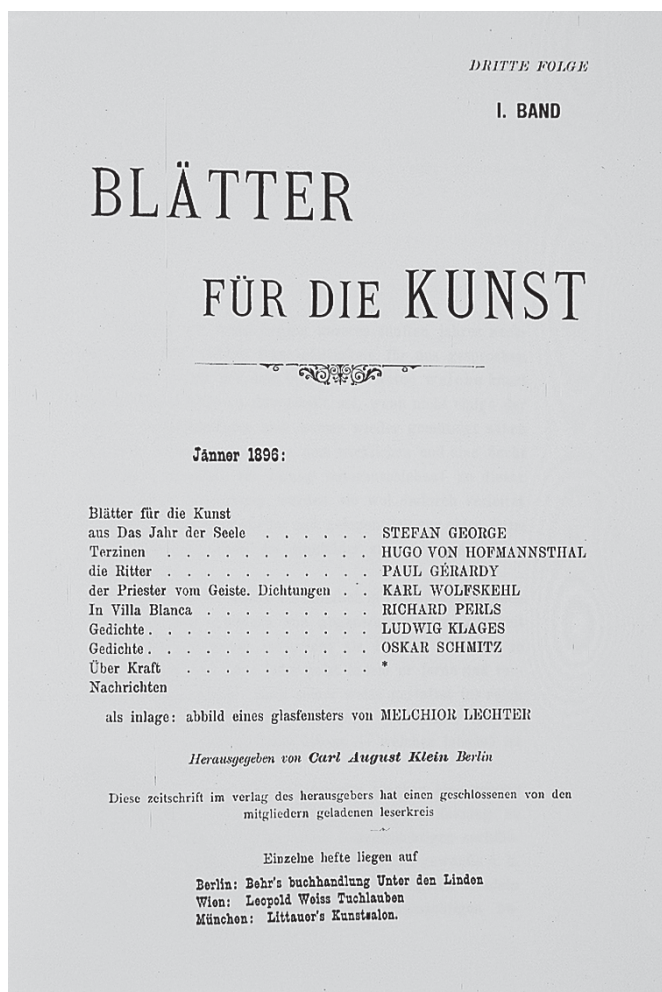 DRITTE FOLGE
I. BAND
BLÄTTER
FÜR DIE KUNST
Jänner 1896:
Blätter für die Kunst
aus Das Jahr der Seele . . . . . . STEFAN GEORGE
Terzinen . . . . . . . . . . . HUGO VON HOFMANNSTHAL
die Ritter . . . . . . . . . . . PAUL GÉRARDY
der Priester vom Geiste. Dichtungen . . KARL WOLFSKEHL
In Villa Blanca . . . . . . . . . RICHARD PERLS
Gedichte . . . . . . . . . . . . LUDWIG KLAGES
Gedichte . . . . . . . . . . . . OSKAR SCHMITZ
Über Kraft . . . . . . . . . . *
Nachrichten
als inlage: abbild eines glasfensters von MELCHIOR LECHTER
Herausgegeben von Carl August Klein Berlin
Diese zeitschrift im verlag des herausgebers hat einen geschlossenen von den
mitgliedern geladenen leserkreis
Einzelne hefte liegen auf
Berlin: Behr's buchhandlung Unter den Linden
Wien: Leopold Weiss Tuchlauben
München: Littauer's Kunstsalon.